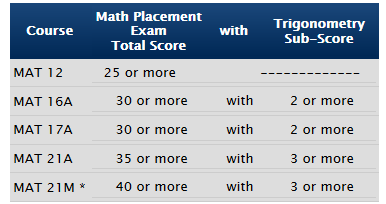 Course Math Placement Exam Total Score with Trigonometry Sub-Score
MAT 12 25 or more -------------
MAT 16A 30 or more with 2 or more
MAT 17A 30 or more with 2 or more
MAT 21A 35 or more with 3 or more
MAT 21M * 40 or more with 3 or more